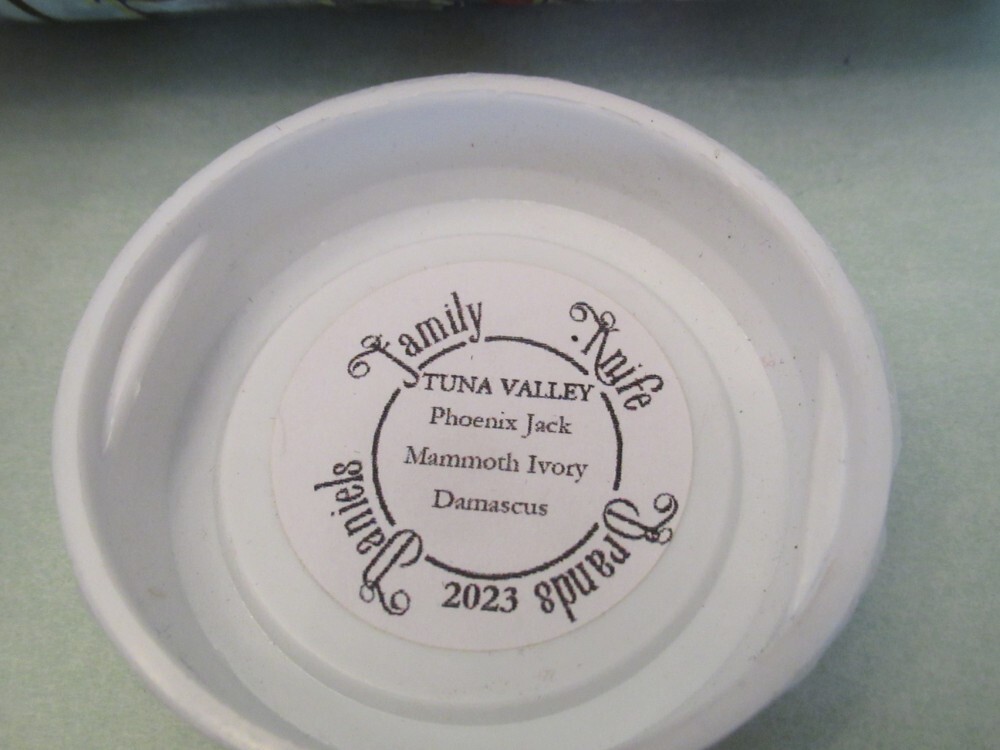 Daniels Family Knife Brands
TUNA VALLEY
Phoenix Jack
Mammoth Ivory
Damascus
2023